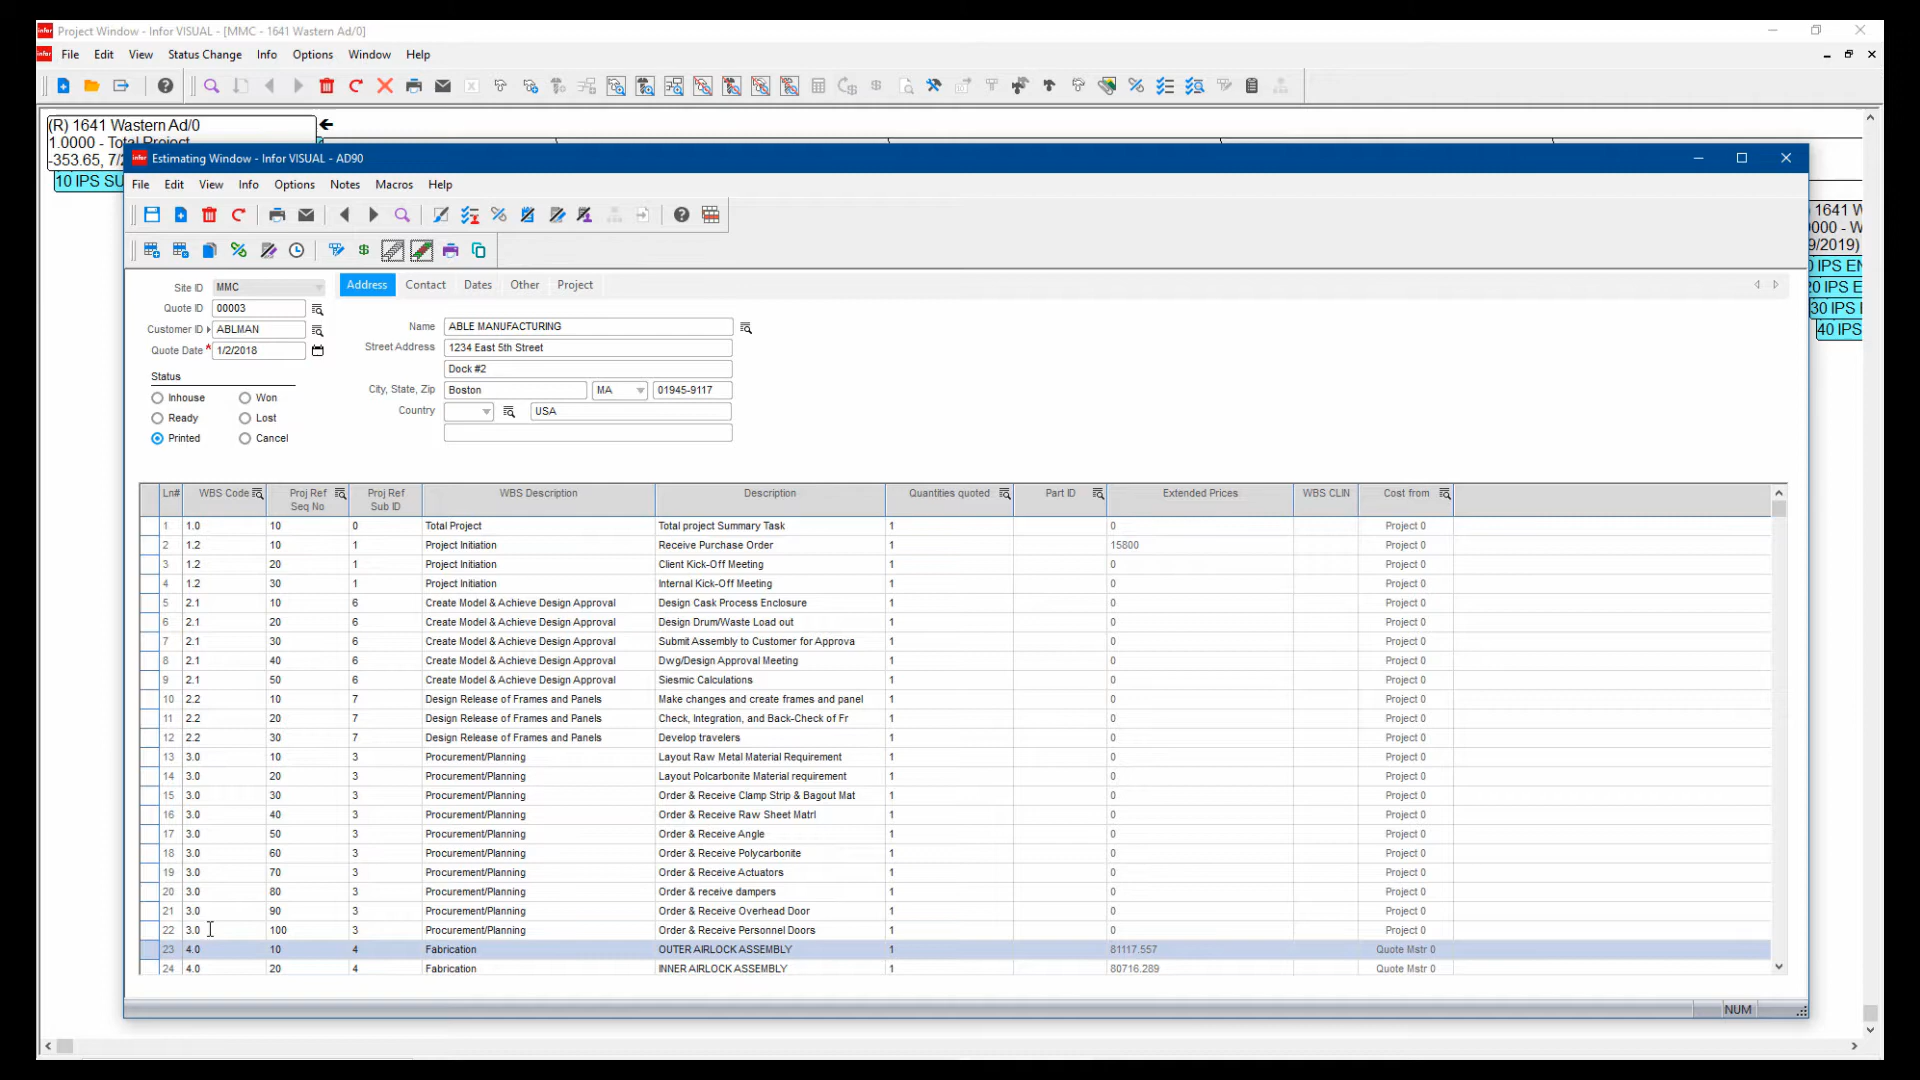 infor Project Window - Infor VISUAL - [MMC - 1641 Wastern Ad/0]
infor File Edit View Status Change Info Options Window Help
(R) 1641 Wastern Ad/0
1.0000 - Total Project
-353.65, 7/2
10 IPS SU
infor Estimating Window - Infor VISUAL - AD90
File Edit View Info Options Notes Macros Help
Site ID MMC
Quote ID 00003
Customer ID ABLMAN
Quote Date * 1/2/2018
Status
Inhouse Won
Ready Lost
Printed Cancel
Address Contact Dates Other Project
Name ABLE MANUFACTURING
Street Address 1234 East 5th Street
Dock #2
City, State, Zip Boston MA 01945-9117
Country USA
Ln# WBS Code Proj Ref Seq No Proj Ref Sub ID WBS Description Description Quantities quoted Part ID Extended Prices WBS CLIN Cost from
1 1.0 10 0 Total Project Total project Summary Task 1 0 Project 0
2 1.2 10 1 Project Initiation Receive Purchase Order 1 15800 Project 0
3 1.2 20 1 Project Initiation Client Kick-Off Meeting 1 0 Project 0
4 1.2 30 1 Project Initiation Internal Kick-Off Meeting 1 0 Project 0
5 2.1 10 6 Create Model & Achieve Design Approval Design Cask Process Enclosure 1 0 Project 0
6 2.1 20 6 Create Model & Achieve Design Approval Design Drum/Waste Load out 1 0 Project 0
7 2.1 30 6 Create Model & Achieve Design Approval Submit Assembly to Customer for Approva 1 0 Project 0
8 2.1 40 6 Create Model & Achieve Design Approval Dwg/Design Approval Meeting 1 0 Project 0
9 2.1 50 6 Create Model & Achieve Design Approval Siesmic Calculations 1 0 Project 0
10 2.2 10 7 Design Release of Frames and Panels Make changes and create frames and panel 1 0 Project 0
11 2.2 20 7 Design Release of Frames and Panels Check, Integration, and Back-Check of Fr 1 0 Project 0
12 2.2 30 7 Design Release of Frames and Panels Develop travelers 1 0 Project 0
13 3.0 10 3 Procurement/Planning Layout Raw Metal Material Requirement 1 0 Project 0
14 3.0 20 3 Procurement/Planning Layout Polcarbonite Material requirement 1 0 Project 0
15 3.0 30 3 Procurement/Planning Order & Receive Clamp Strip & Bagout Mat 1 0 Project 0
16 3.0 40 3 Procurement/Planning Order & Receive Raw Sheet Matrl 1 0 Project 0
17 3.0 50 3 Procurement/Planning Order & Receive Angle 1 0 Project 0
18 3.0 60 3 Procurement/Planning Order & Receive Polycarbonite 1 0 Project 0
19 3.0 70 3 Procurement/Planning Order & Receive Actuators 1 0 Project 0
20 3.0 80 3 Procurement/Planning Order & receive dampers 1 0 Project 0
21 3.0 90 3 Procurement/Planning Order & Receive Overhead Door 1 0 Project 0
22 3.0 100 3 Procurement/Planning Order & Receive Personnel Doors 1 0 Project 0
23 4.0 10 4 Fabrication OUTER AIRLOCK ASSEMBLY 1 81117.557 Quote Mstr 0
24 4.0 20 4 Fabrication INNER AIRLOCK ASSEMBLY 1 80716.289 Quote Mstr 0
NUM
1641 W
0000 - W
9/2019)
IPS EN
20 IPS E
30 IPS
40 IPS